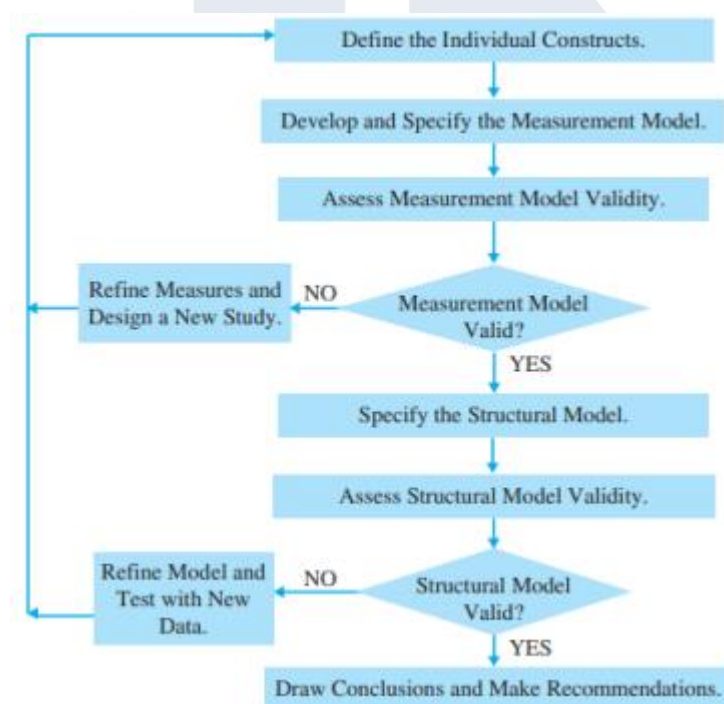 Define the Individual Constructs.
Develop and Specify the Measurement Model.
Assess Measurement Model Validity.
Refine Measures and
Design a New Study.
NO
Measurement Model
Valid?
YES
Specify the Structural Model.
Assess Structural Model Validity.
Refine Model and
Test with New
Data.
NO
Structural Model
Valid?
YES
Draw Conclusions and Make Recommendations.